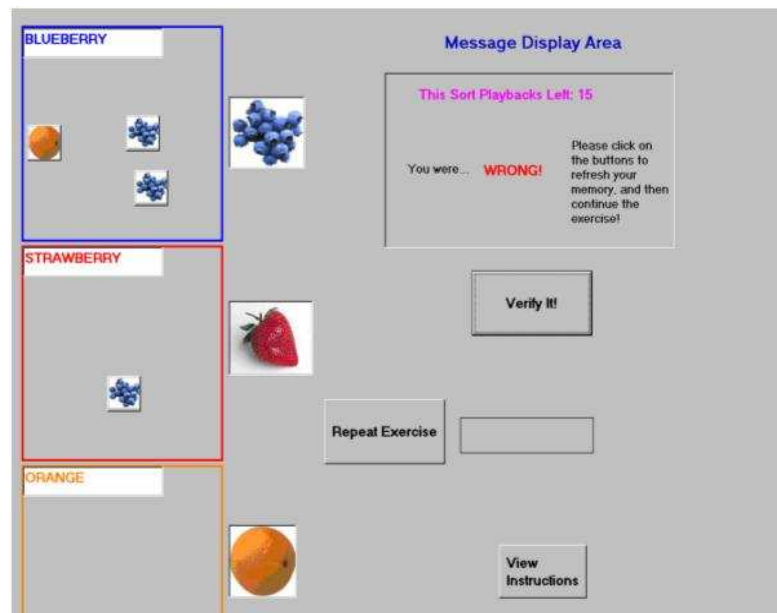 BLUEBERRY
Message Display Area
This Sort Playbacks Left: 15
You were... WRONG!
Please click on
the buttons to
refresh your
memory, and then
continue the
exercise!
STRAWBERRY
Verify It!
Repeat Exercise
ORANGE
View
Instructions